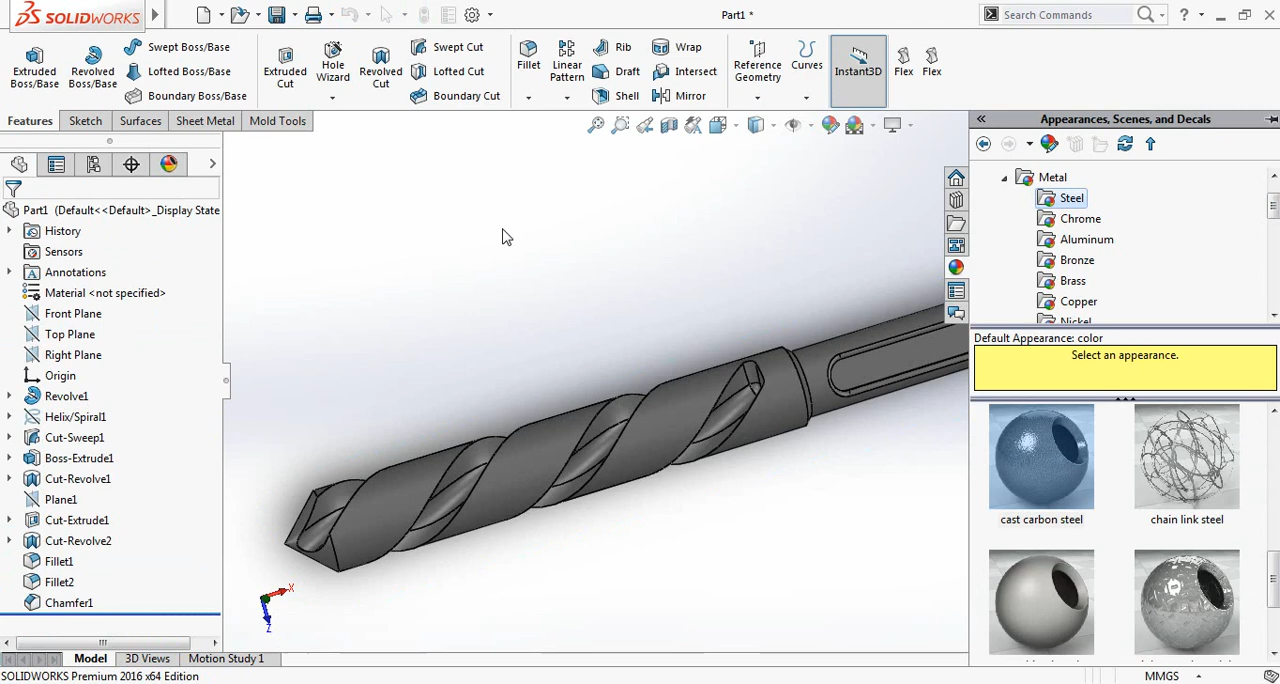 SOLIDWORKS
Part1 *
Search Commands
?
Extruded Boss/Base
Revolved Boss/Base
Swept Boss/Base
Lofted Boss/Base
Boundary Boss/Base
Extruded Cut
Hole Wizard
Revolved Cut
Swept Cut
Lofted Cut
Boundary Cut
Fillet
Linear Pattern
Rib
Draft
Shell
Wrap
Intersect
Mirror
Reference Geometry
Curves
Instant3D
Flex
Flex
Features
Sketch
Surfaces
Sheet Metal
Mold Tools
Part1 (Default<<Default>_Display State
History
Sensors
Annotations
Material <not specified>
Front Plane
Top Plane
Right Plane
Origin
Revolve1
Helix/Spiral1
Cut-Sweep1
Boss-Extrude1
Cut-Revolve1
Plane1
Cut-Extrude1
Cut-Revolve2
Fillet1
Fillet2
Chamfer1
X
Z
Appearances, Scenes, and Decals
Metal
Steel
Chrome
Aluminum
Bronze
Brass
Copper
Nickel
Default Appearance: color
Select an appearance.
cast carbon steel
chain link steel
Model
3D Views
Motion Study 1
SOLIDWORKS Premium 2016 x64 Edition
MMGS